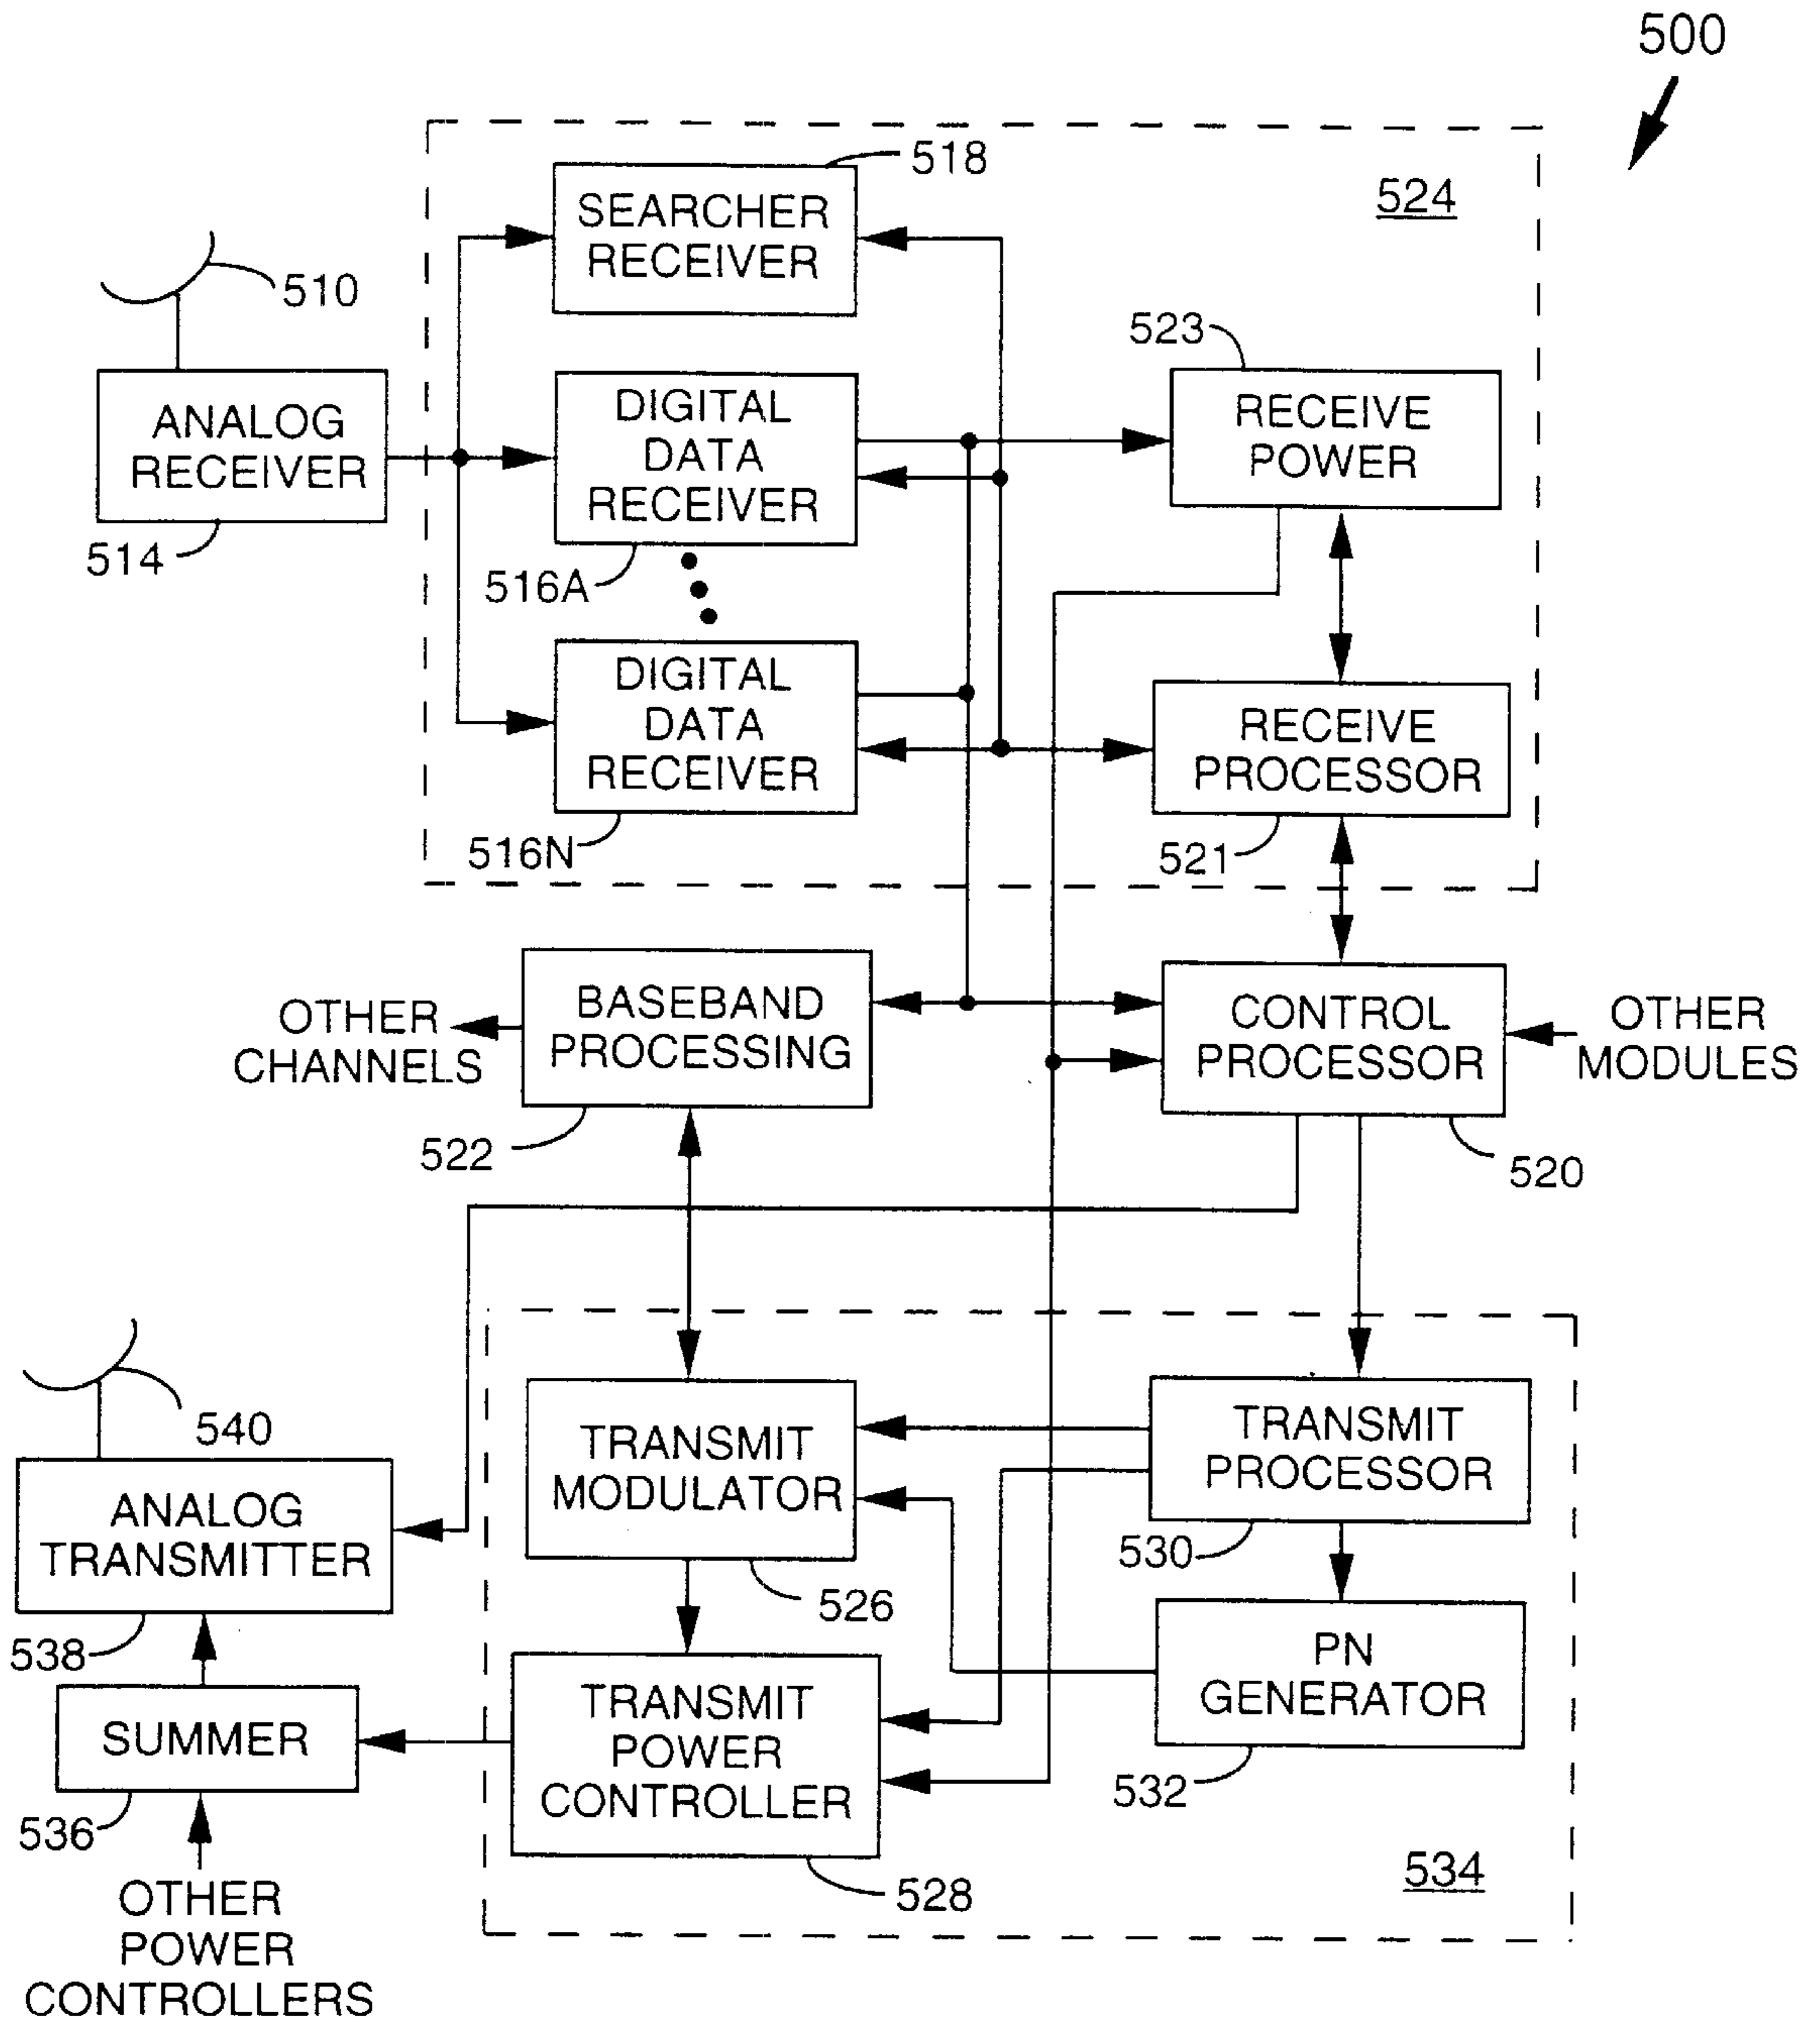 500
518
524
SEARCHER
RECEIVER
510
523
ANALOG
RECEIVER
514
DIGITAL
DATA
RECEIVER
516A
RECEIVE
POWER
DIGITAL
DATA
RECEIVER
516N
RECEIVE
PROCESSOR
521
OTHER
CHANNELS
BASEBAND
PROCESSING
522
CONTROL
PROCESSOR
520
OTHER
MODULES
540
ANALOG
TRANSMITTER
538
TRANSMIT
MODULATOR
526
TRANSMIT
PROCESSOR
530
SUMMER
536
TRANSMIT
POWER
CONTROLLER
528
PN
GENERATOR
532
534
OTHER
POWER
CONTROLLERS